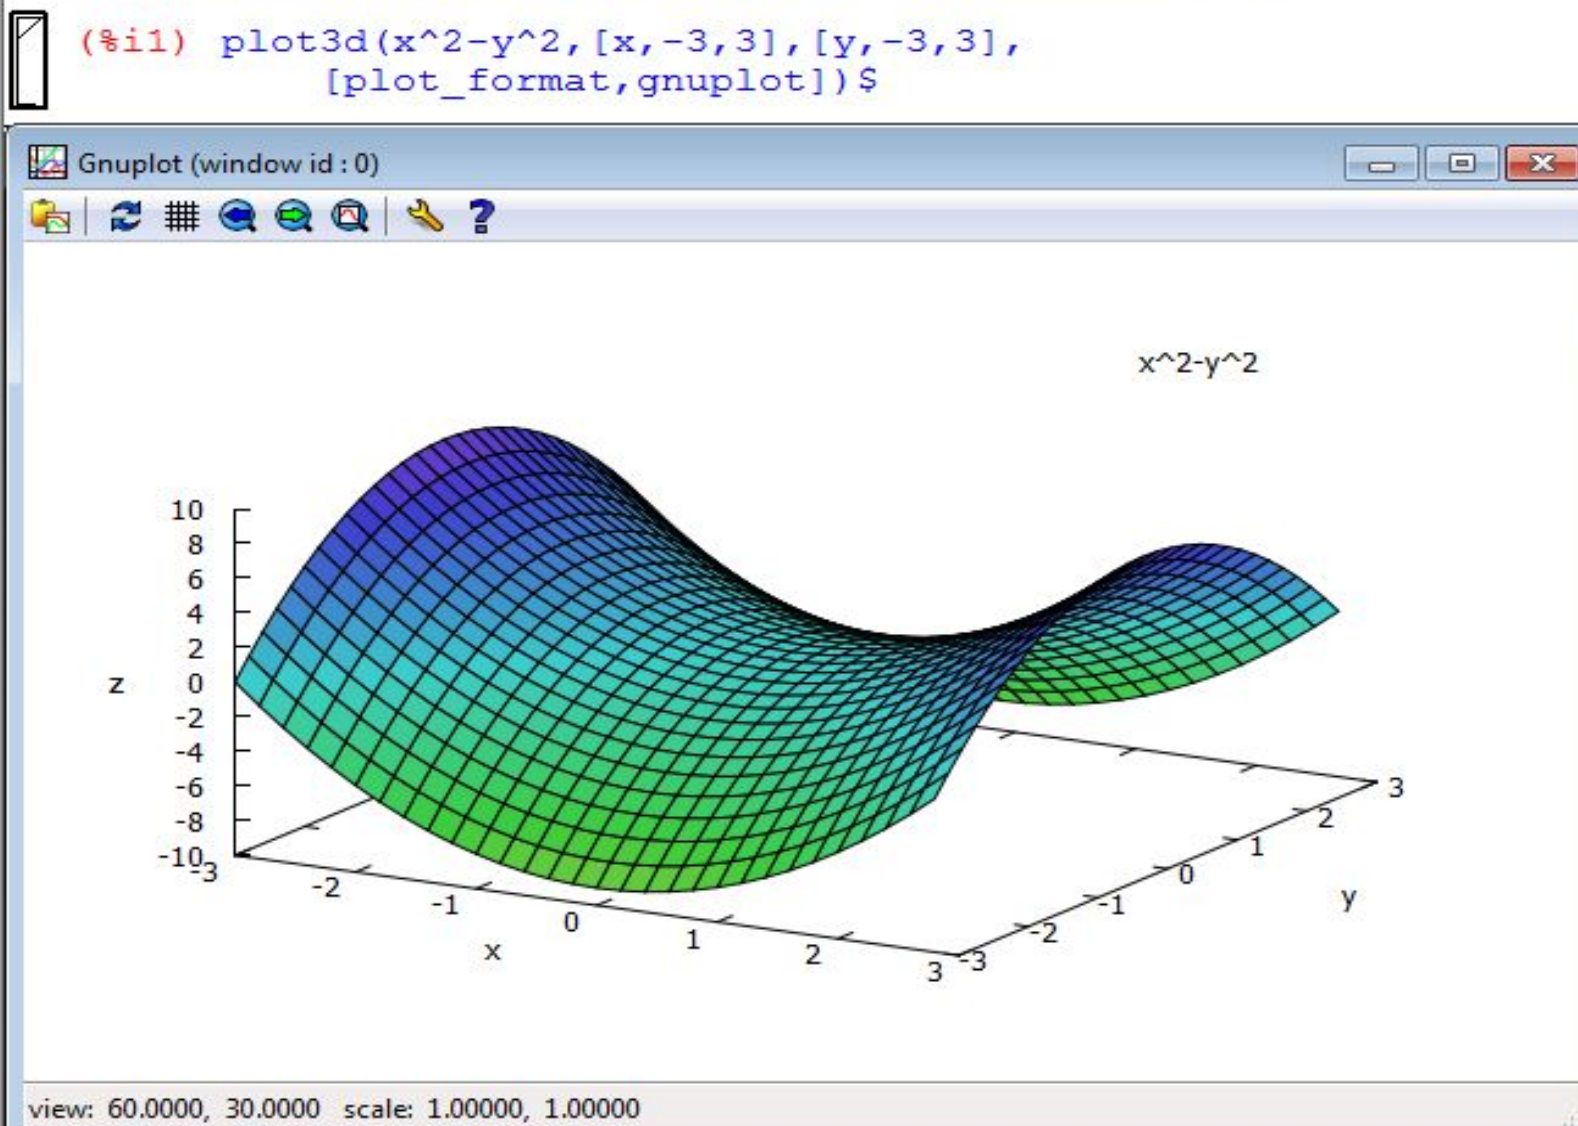 (%i1) plot3d(x^2-y^2,[x,-3,3],[y,-3,3],
[plot_format,gnuplot])$
Gnuplot (window id : 0)
x^2-y^2
10
8
6
4
2
z 0
-2
-4
-6
-8
-10
-3 -2 -1 0 1 2 3
x
-3 -2 -1 0 1 2 3
y
view: 60.0000, 30.0000 scale: 1.00000, 1.00000